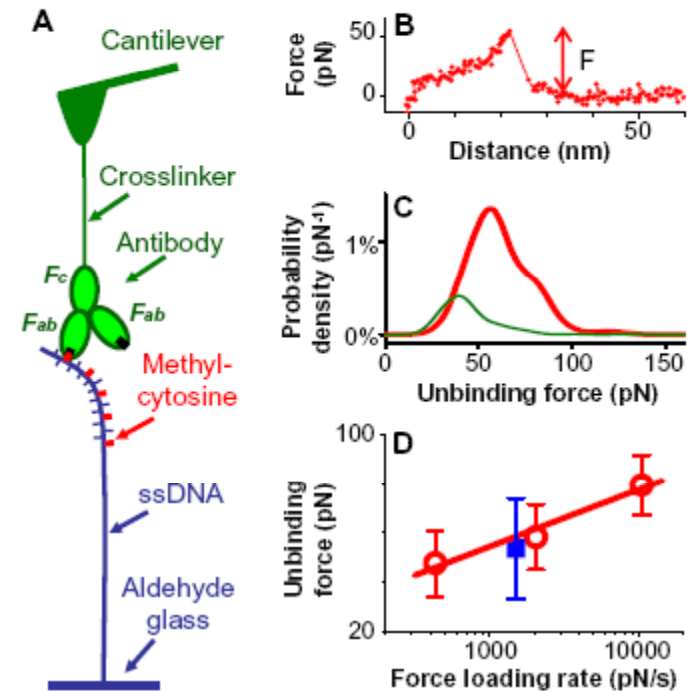 A
Cantilever
Crosslinker
Antibody
Fc
Fab
Fab
Methyl-
cytosine
ssDNA
Aldehyde
glass
B
Force
(pN)
50
0
F
0
50
Distance (nm)
C
Probability
density (pN-1)
1%
0%
0
50
100
150
Unbinding force (pN)
D
Unbinding
force (pN)
100
20
1000
10000
Force loading rate (pN/s)